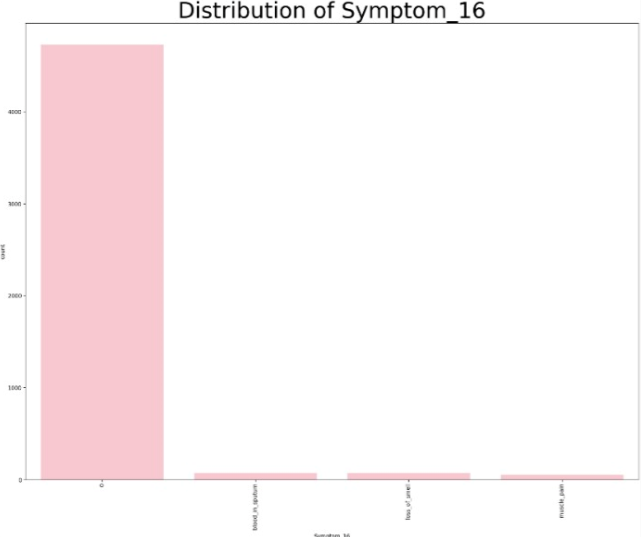 Distribution of Symptom_16
4000
3000
2000
1000
0
count
0
blood_in_sputum
loss_of_smell
muscle_pain
Symptom_16